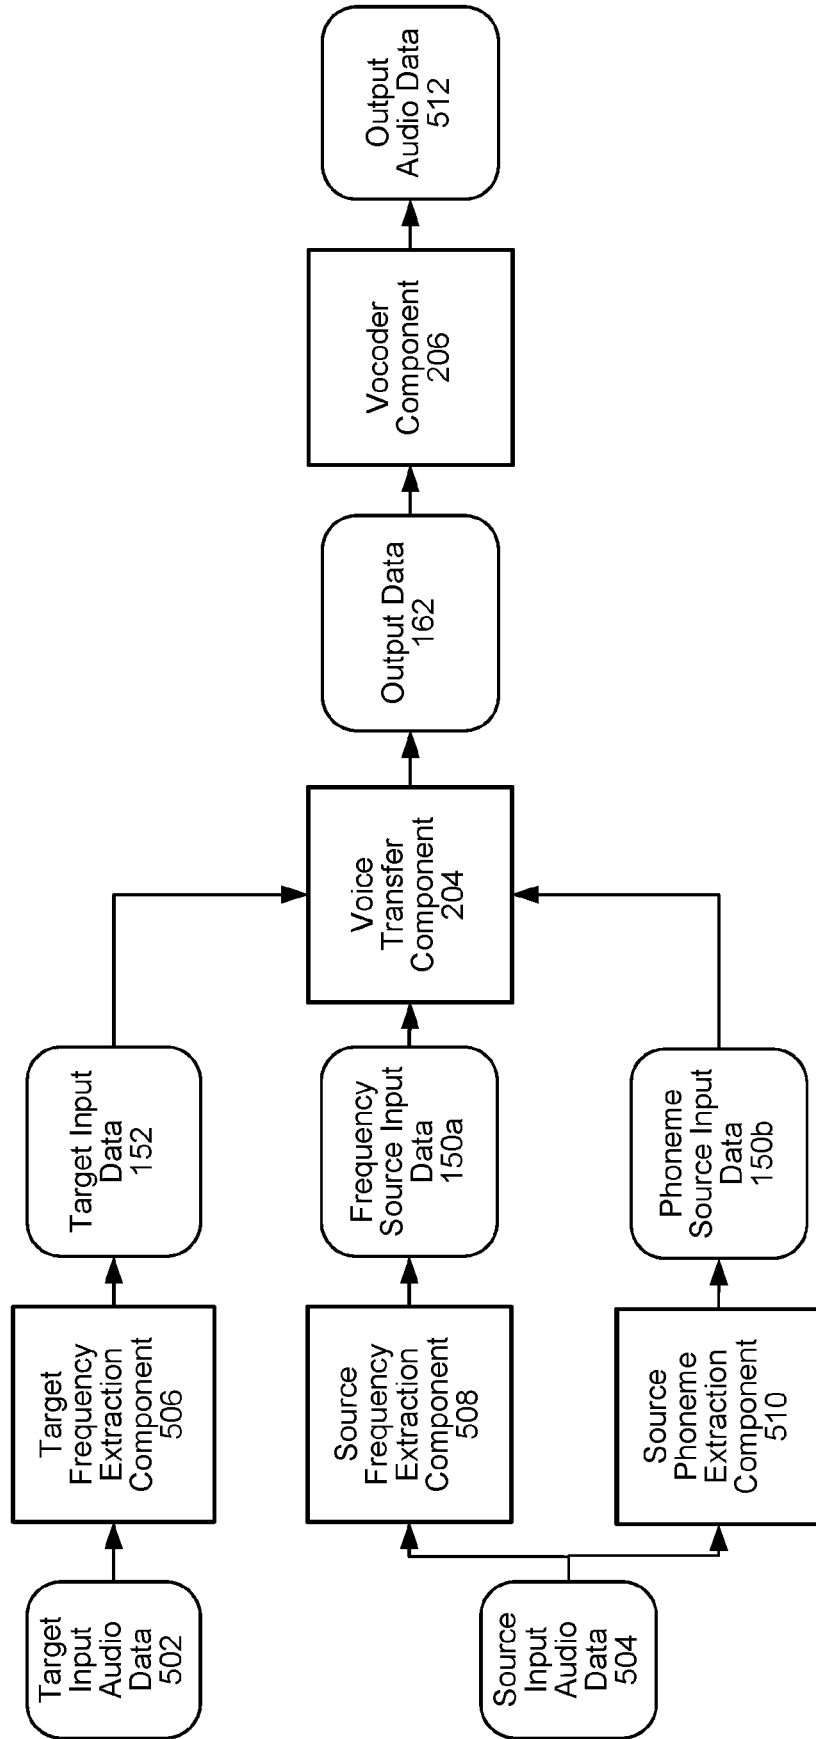 Target
Input
Audio
Data
502
Target
Frequency
Extraction
Component
506
Target Input
Data
152
Source
Input
Audio
Data
504
Source
Frequency
Extraction
Component
508
Frequency
Source Input
Data
150a
Source
Phoneme
Extraction
Component
510
Phoneme
Source Input
Data
150b
Voice
Transfer
Component
204
Output Data
162
Vocoder
Component
206
Output
Audio Data
512